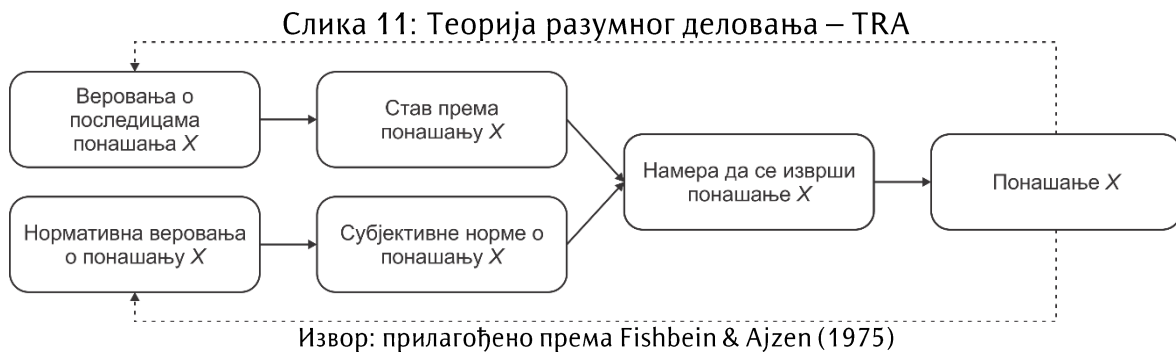 Слика 11: Теорија разумног деловања – TRA
Веровања о
последицама
понашања X
Став према
понашању X
Намера да се изврши
понашање X
Понашање X
Нормативна веровања
о понашању X
Субјективне норме о
понашању X
Извор: прилагођено према Fishbein & Ajzen (1975)